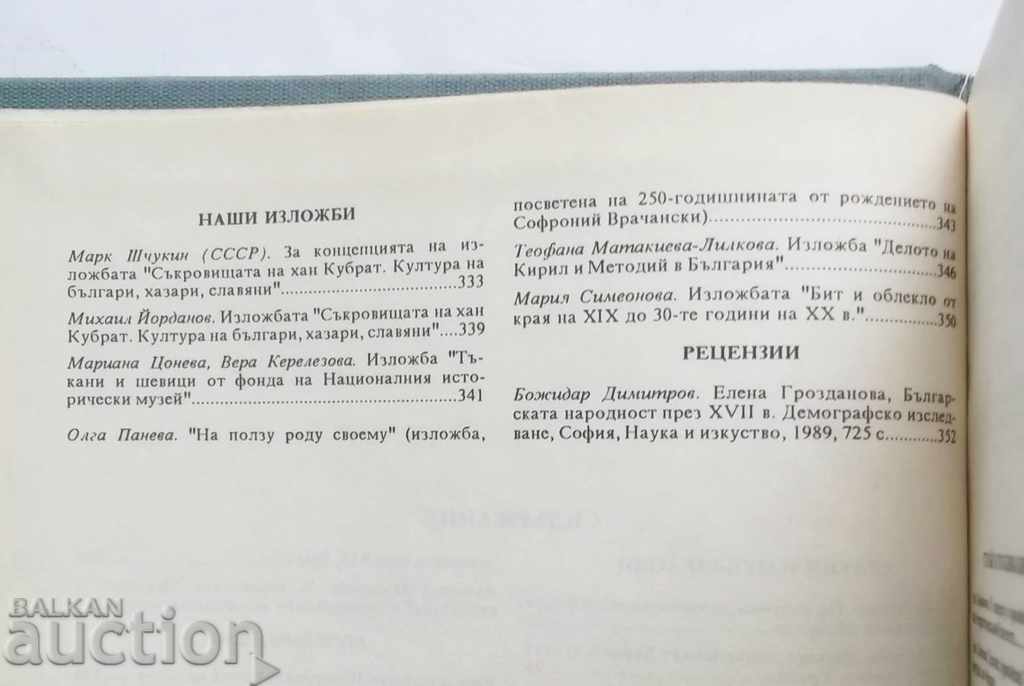 НАШИ ИЗЛОЖБИ
Марк Шчукин (СССР). За концепцията на из-
ложбата "Съкровищата на хан Кубрат. Култура на
българи, хазари, славяни"....................333
Михаил Йорданов. Изложбата "Съкровищата на хан
Кубрат. Култура на българи, хазари, славяни"....339
Мариана Цонева, Вера Керелезова. Изложба "Тъ-
кани и шевици от фонда на Националния исто-
рически музей"..............................341
Олга Панева. "На ползу роду своему" (изложба,
посветена на 250-годишнината от рождението на
Софроний Врачански)..........................343
Теофана Матакиева-Лилкова. Изложба "Делото на
Кирил и Методий в България"..................346
Мария Симеонова. Изложбата "Бит и облекло от
края на XIX до 30-те години на XX в."..........350
РЕЦЕНЗИИ
Божидар Димитров. Елена Грозданова, Българ-
ската народност през XVII в. Демографско изслед-
ване, София, Наука и изкуство, 1989, 725 с..........352
BALKAN
auction